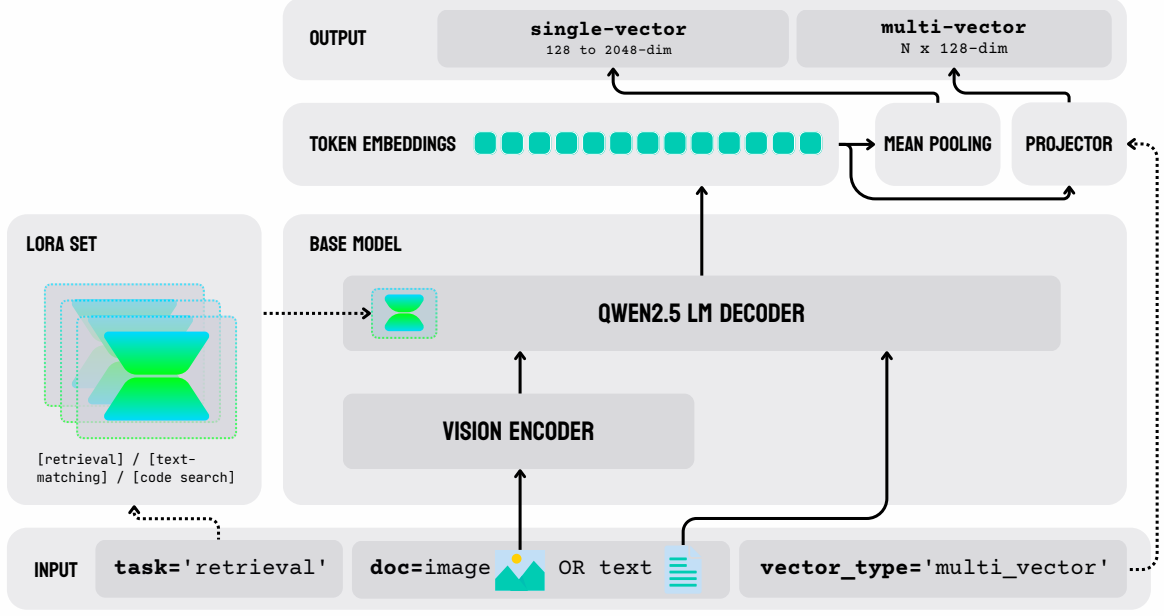 OUTPUT
single-vector
128 to 2048-dim
multi-vector
N x 128-dim
TOKEN EMBEDDINGS
MEAN POOLING
PROJECTOR
LORA SET
[retrieval] / [text-
matching] / [code search]
BASE MODEL
QWEN2.5 LM DECODER
VISION ENCODER
INPUT
task='retrieval'
doc=image OR text
vector_type='multi_vector'